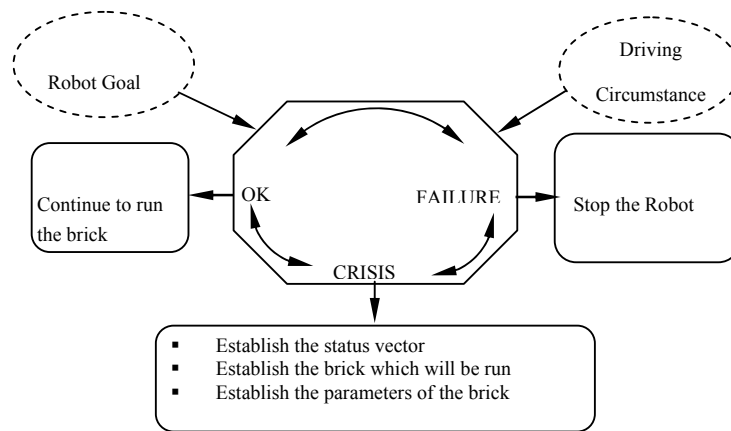 Robot Goal
Driving
Circumstance
Continue to run
the brick
OK
FAILURE
Stop the Robot
CRISIS
▪ Establish the status vector
▪ Establish the brick which will be run
▪ Establish the parameters of the brick